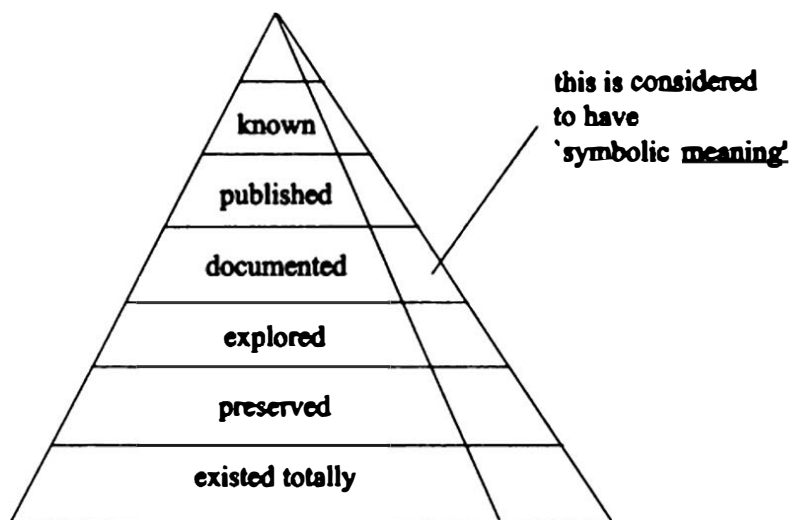 this is considered
to have
`symbolic meaning'
known
published
documented
explored
preserved
existed totally